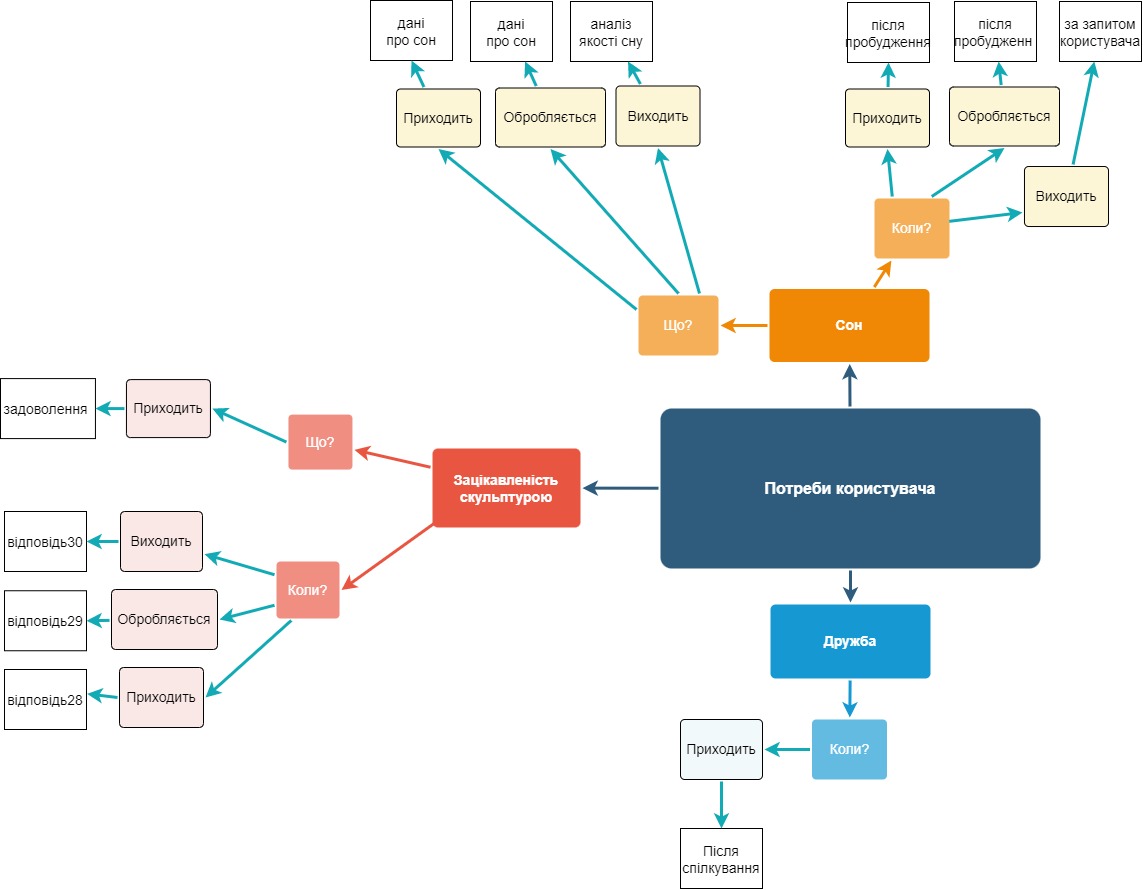 дані
про сон
дані
про сон
аналіз
якості сну
Приходить
Обробляється
Виходить
після
пробудження
після
пробудженн
за запитом
користувача
Приходить
Обробляється
Виходить
Коли?
Що?
Сон
задоволення
Приходить
Що?
Зацікавленість
скульптурою
Потреби користувача
відповідь30
Виходить
Коли?
відповідь29
Обробляється
відповідь28
Приходить
Дружба
Приходить
Коли?
Після
спілкування